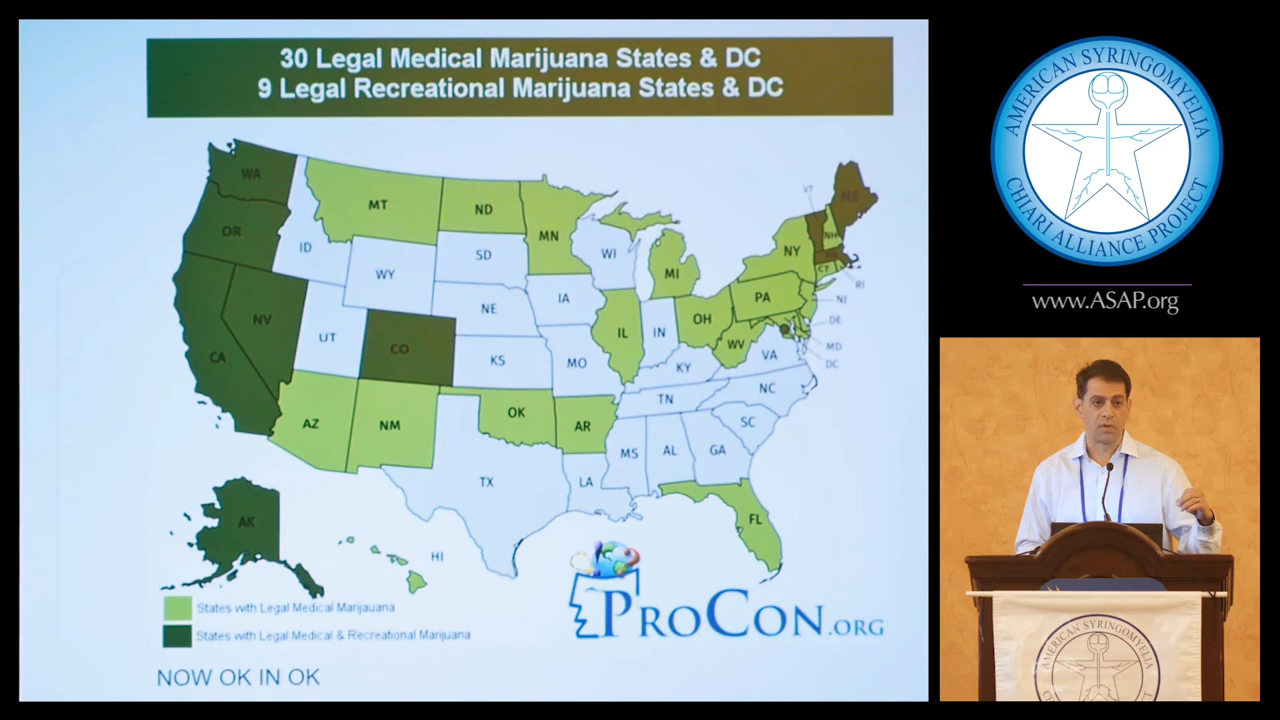 30 Legal Medical Marijuana States & DC
9 Legal Recreational Marijuana States & DC
WA
OR
CA
NV
ID
MT
WY
UT
CO
AZ
NM
ND
SD
NE
KS
OK
TX
MN
IA
MO
AR
LA
WI
IL
MI
IN
OH
KY
TN
MS
AL
GA
FL
SC
NC
VA
WV
PA
NY
VT
NH
ME
CT
RI
NJ
DE
MD
DC
AK
HI
States with Legal Medical Marijauana
States with Legal Medical & Recreational Marijuana
PROCON.ORG
NOW OK IN OK
AMERICAN SYRINGOMYELIA
CHIARI ALLIANCE PROJECT
www.ASAP.org
AMERICAN SYRINGOMYELIA